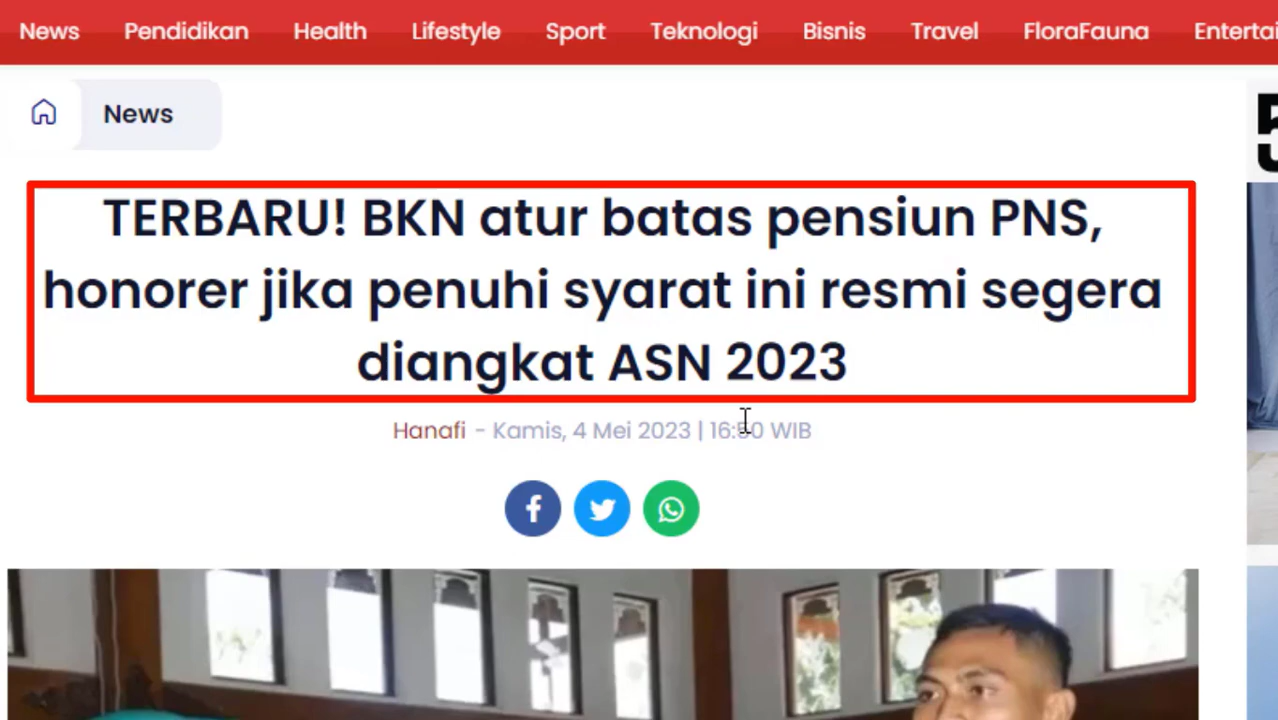 News Pendidikan Health Lifestyle Sport Teknologi Bisnis Travel FloraFauna
News
TERBARU! BKN atur batas pensiun PNS,
honorer jika penuhi syarat ini resmi segera
diangkat ASN 2023
Hanafi - Kamis, 4 Mei 2023 | WIB